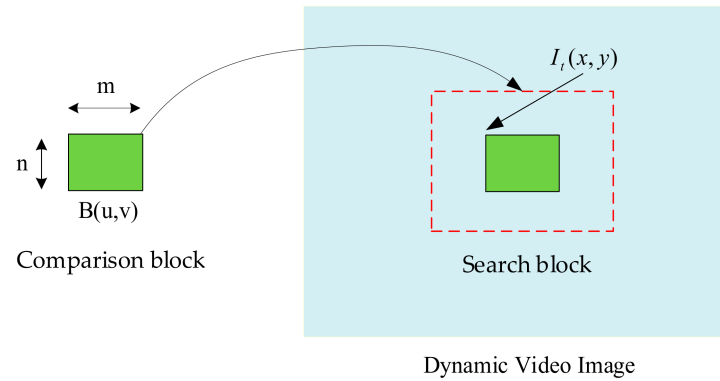 m
n
B(u,v)
Comparison block
I_t(x, y)
Search block
Dynamic Video Image